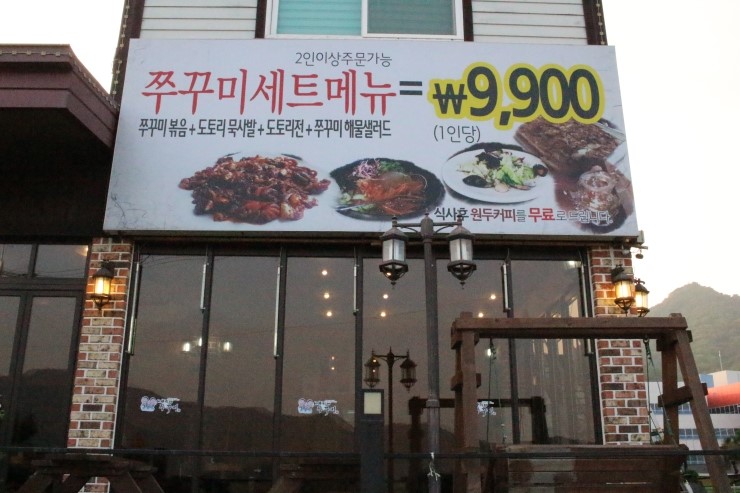 2인이상주문가능
쭈꾸미세트메뉴=₩9,900
쭈꾸미 볶음+도토리 묵사발+도토리전+쭈꾸미 해물샐러드
(1인당)
식사후 원두커피를 무료로 드립니다.